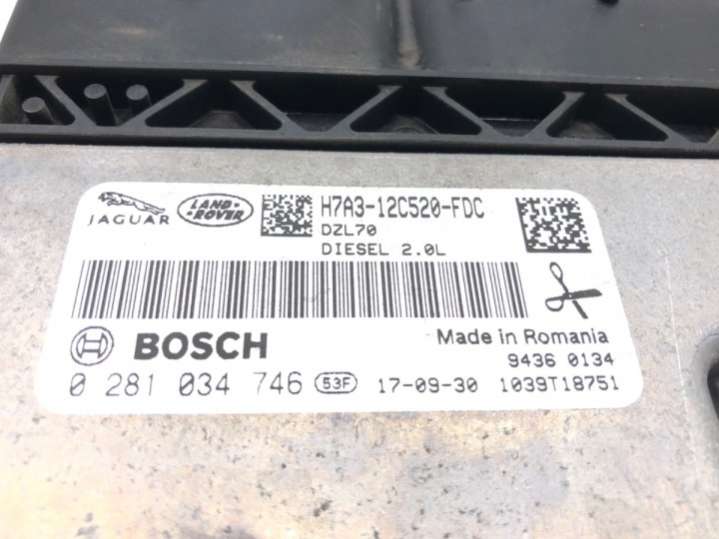 JAGUAR
LAND-
ROVER
H7A3-12C520-FDC
DZL70
DIESEL 2.0L
BOSCH
Made in Romania
9436 0134
0 281 034 746 53F 17-09-30 1039T18751